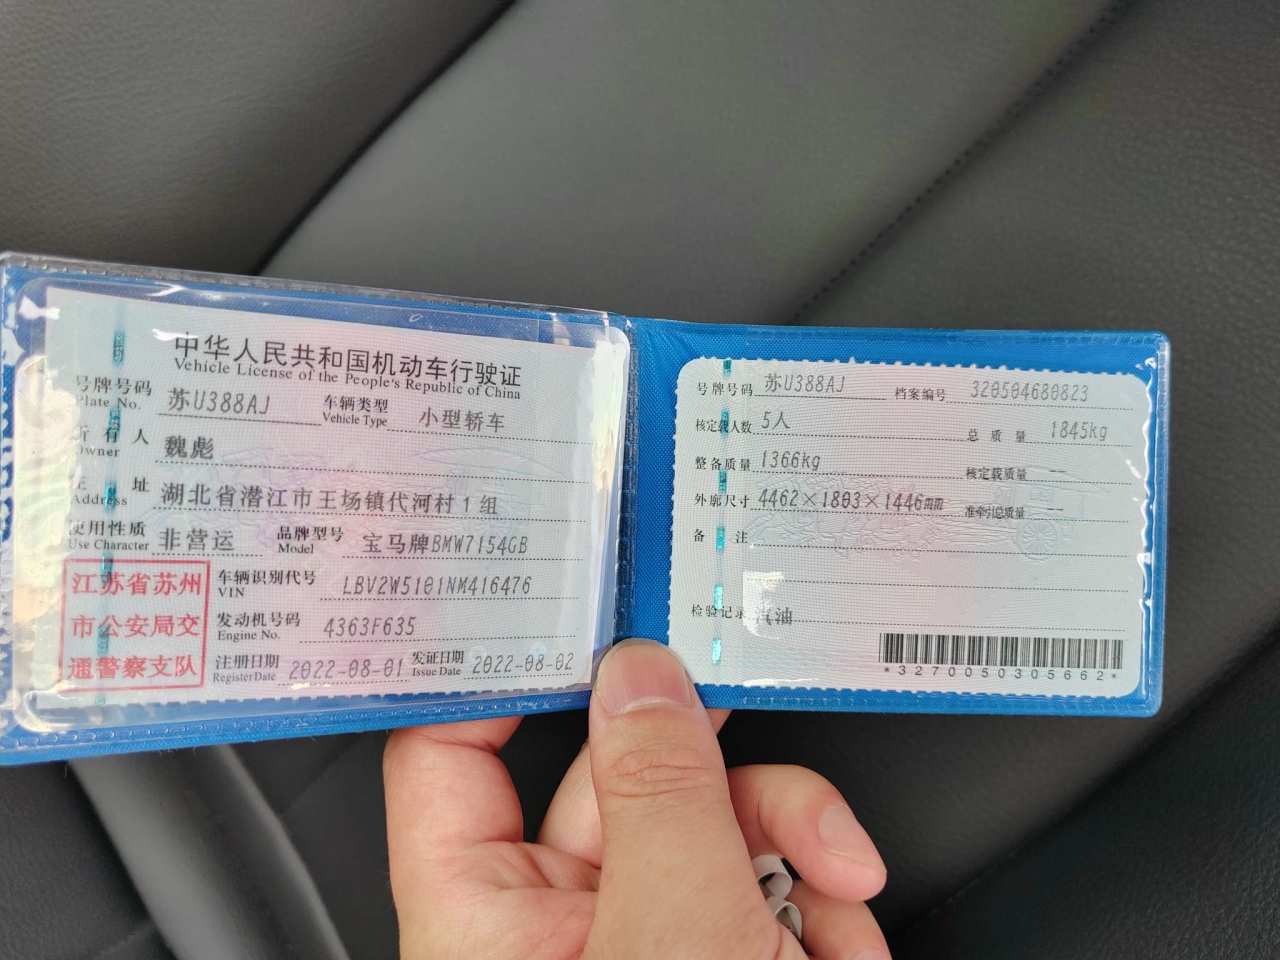 中华人民共和国机动车行驶证
Vehicle License of the People's Republic of China
号牌号码 苏U388AJ 车辆类型 小型轿车
Plate No. Vehicle Type
所有人 魏彪
Owner
住址 湖北省潜江市王场镇代河村1组
Address
使用性质 非营运 品牌型号 宝马牌BMW7154GB
Use Character Model
江苏省苏州
市公安局交
通警察支队
车辆识别代号 LBV2W5101NM416476
VIN
发动机号码 4363F635
Engine No.
注册日期 2022-08-01 发证日期 2022-08-02
Register Date Issue Date
号牌号码 苏U388AJ 档案编号 320504680823
核定载人数 5人 总质量 1845kg
整备质量 1366kg 核定载质量 --
外廓尺寸 4462×1803×1446mm 准牵引总质量 --
备注
检验记录 汽油
*3270050305662*